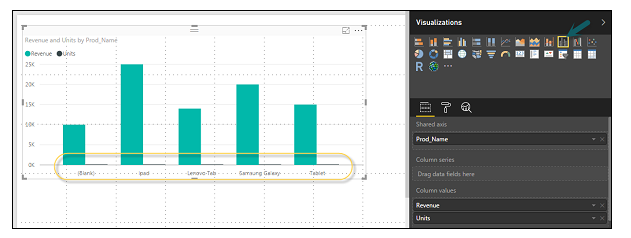 Revenue and Units by Prod_Name
Revenue Units
25K
20K
15K
10K
5K
0K
(Blank) Ipad Lenovo-Tab Samsung Galaxy Tablet
Visualizations
R
Shared axis
Prod_Name
Column series
Drag data fields here
Column values
Revenue
Units